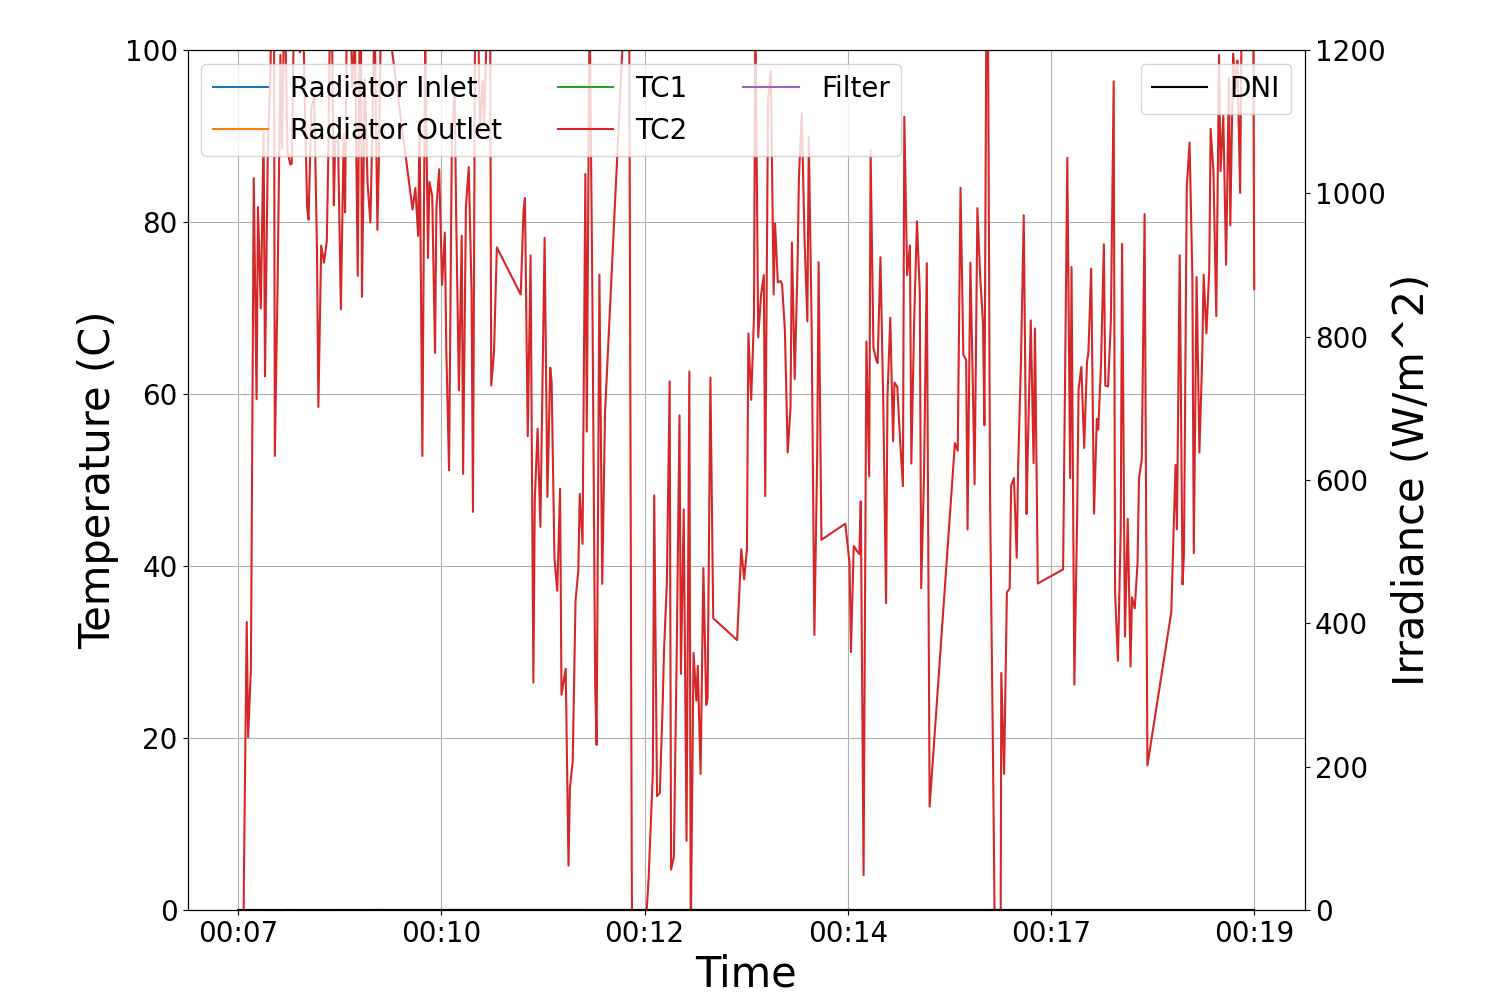 Radiator Inlet
Radiator Outlet
TC1
TC2
Filter
DNI
100
80
60
40
20
0
Temperature (C)
1200
1000
800
600
400
200
0
Irradiance (W/m^2)
00:07 00:10 00:12 00:14 00:17 00:19
Time